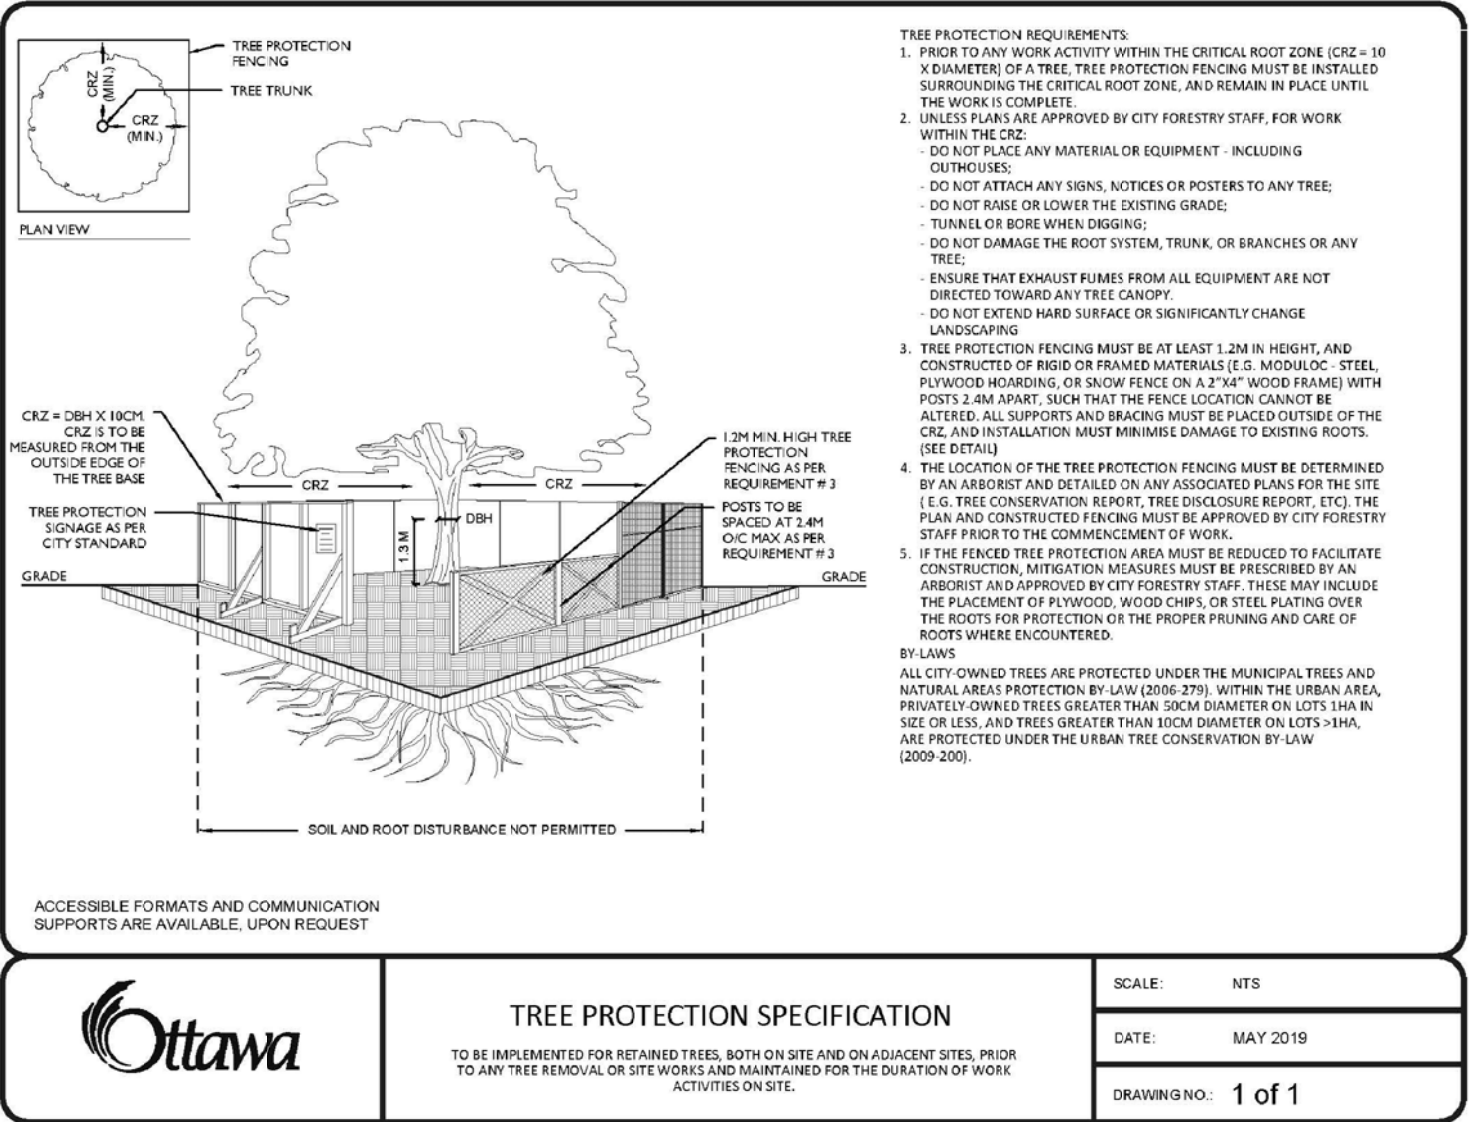 CRZ
(MIN.)
CRZ
(MIN.)
TREE PROTECTION
FENCING
TREE TRUNK
PLAN VIEW
CRZ = DBH X 10CM.
CRZ IS TO BE
MEASURED FROM THE
OUTSIDE EDGE OF
THE TREE BASE
TREE PROTECTION
SIGNAGE AS PER
CITY STANDARD
GRADE
CRZ
CRZ
DBH
1.3 M
1.2M MIN. HIGH TREE
PROTECTION
FENCING AS PER
REQUIREMENT # 3
POSTS TO BE
SPACED AT 2.4M
O/C MAX AS PER
REQUIREMENT # 3
GRADE
SOIL AND ROOT DISTURBANCE NOT PERMITTED
ACCESSIBLE FORMATS AND COMMUNICATION
SUPPORTS ARE AVAILABLE, UPON REQUEST
TREE PROTECTION REQUIREMENTS:
1. PRIOR TO ANY WORK ACTIVITY WITHIN THE CRITICAL ROOT ZONE (CRZ = 10
X DIAMETER) OF A TREE, TREE PROTECTION FENCING MUST BE INSTALLED
SURROUNDING THE CRITICAL ROOT ZONE, AND REMAIN IN PLACE UNTIL
THE WORK IS COMPLETE.
2. UNLESS PLANS ARE APPROVED BY CITY FORESTRY STAFF, FOR WORK
WITHIN THE CRZ:
- DO NOT PLACE ANY MATERIAL OR EQUIPMENT - INCLUDING
OUTHOUSES;
- DO NOT ATTACH ANY SIGNS, NOTICES OR POSTERS TO ANY TREE;
- DO NOT RAISE OR LOWER THE EXISTING GRADE;
- TUNNEL OR BORE WHEN DIGGING;
- DO NOT DAMAGE THE ROOT SYSTEM, TRUNK, OR BRANCHES OR ANY
TREE;
- ENSURE THAT EXHAUST FUMES FROM ALL EQUIPMENT ARE NOT
DIRECTED TOWARD ANY TREE CANOPY.
- DO NOT EXTEND HARD SURFACE OR SIGNIFICANTLY CHANGE
LANDSCAPING
3. TREE PROTECTION FENCING MUST BE AT LEAST 1.2M IN HEIGHT, AND
CONSTRUCTED OF RIGID OR FRAMED MATERIALS (E.G. MODULOC - STEEL,
PLYWOOD HOARDING, OR SNOW FENCE ON A 2"X4" WOOD FRAME) WITH
POSTS 2.4M APART, SUCH THAT THE FENCE LOCATION CANNOT BE
ALTERED. ALL SUPPORTS AND BRACING MUST BE PLACED OUTSIDE OF THE
CRZ, AND INSTALLATION MUST MINIMISE DAMAGE TO EXISTING ROOTS.
(SEE DETAIL)
4. THE LOCATION OF THE TREE PROTECTION FENCING MUST BE DETERMINED
BY AN ARBORIST AND DETAILED ON ANY ASSOCIATED PLANS FOR THE SITE
( E.G. TREE CONSERVATION REPORT, TREE DISCLOSURE REPORT, ETC). THE
PLAN AND CONSTRUCTED FENCING MUST BE APPROVED BY CITY FORESTRY
STAFF PRIOR TO THE COMMENCEMENT OF WORK.
5. IF THE FENCED TREE PROTECTION AREA MUST BE REDUCED TO FACILITATE
CONSTRUCTION, MITIGATION MEASURES MUST BE PRESCRIBED BY AN
ARBORIST AND APPROVED BY CITY FORESTRY STAFF. THESE MAY INCLUDE
THE PLACEMENT OF PLYWOOD, WOOD CHIPS, OR STEEL PLATING OVER
THE ROOTS FOR PROTECTION OR THE PROPER PRUNING AND CARE OF
ROOTS WHERE ENCOUNTERED.
BY-LAWS
ALL CITY-OWNED TREES ARE PROTECTED UNDER THE MUNICIPAL TREES AND
NATURAL AREAS PROTECTION BY-LAW (2006-279). WITHIN THE URBAN AREA,
PRIVATELY-OWNED TREES GREATER THAN 50CM DIAMETER ON LOTS 1HA IN
SIZE OR LESS, AND TREES GREATER THAN 10CM DIAMETER ON LOTS >1HA,
ARE PROTECTED UNDER THE URBAN TREE CONSERVATION BY-LAW
(2009-200).
Ottawa
TREE PROTECTION SPECIFICATION
TO BE IMPLEMENTED FOR RETAINED TREES, BOTH ON SITE AND ON ADJACENT SITES, PRIOR
TO ANY TREE REMOVAL OR SITE WORKS AND MAINTAINED FOR THE DURATION OF WORK
ACTIVITIES ON SITE.
SCALE: NTS
DATE: MAY 2019
DRAWING NO.: 1 of 1